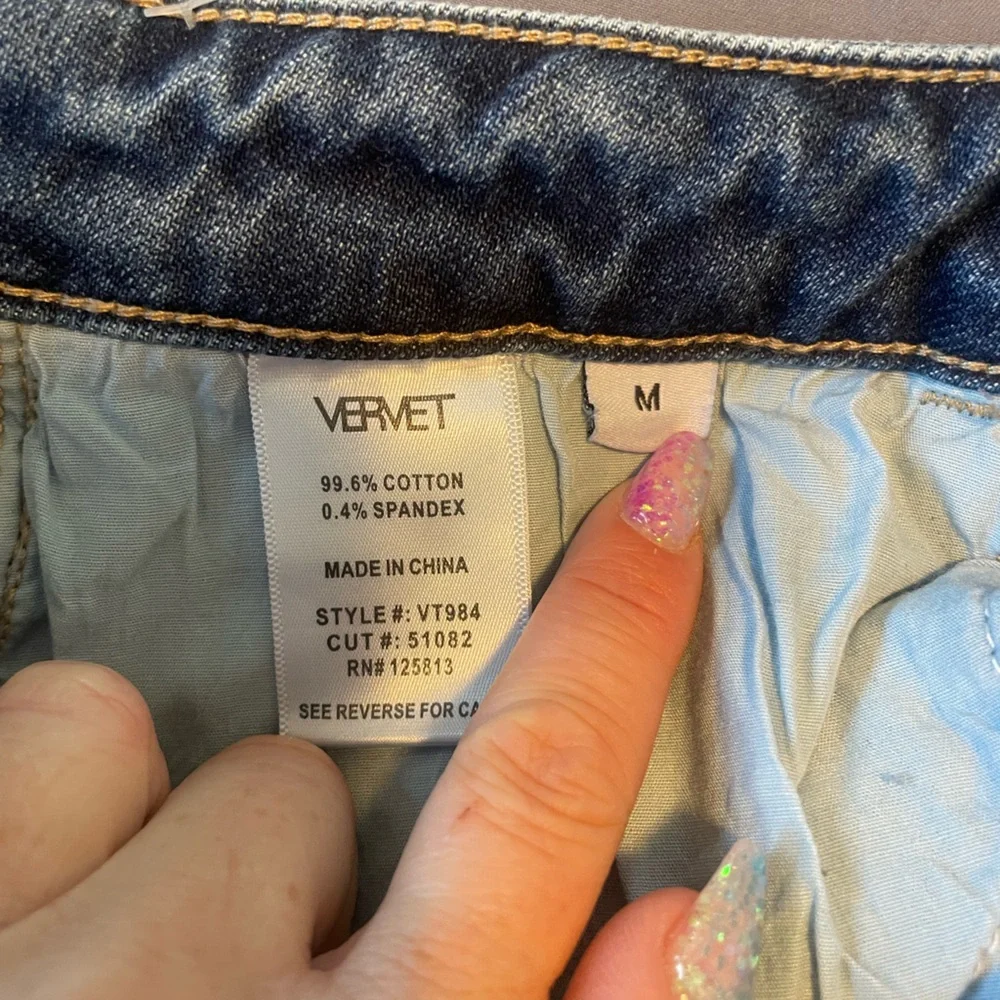 VERVET
99.6% COTTON
0.4% SPANDEX
MADE IN CHINA
STYLE #: VT984
CUT #: 51082
RN# 125813
SEE REVERSE FOR CA
M